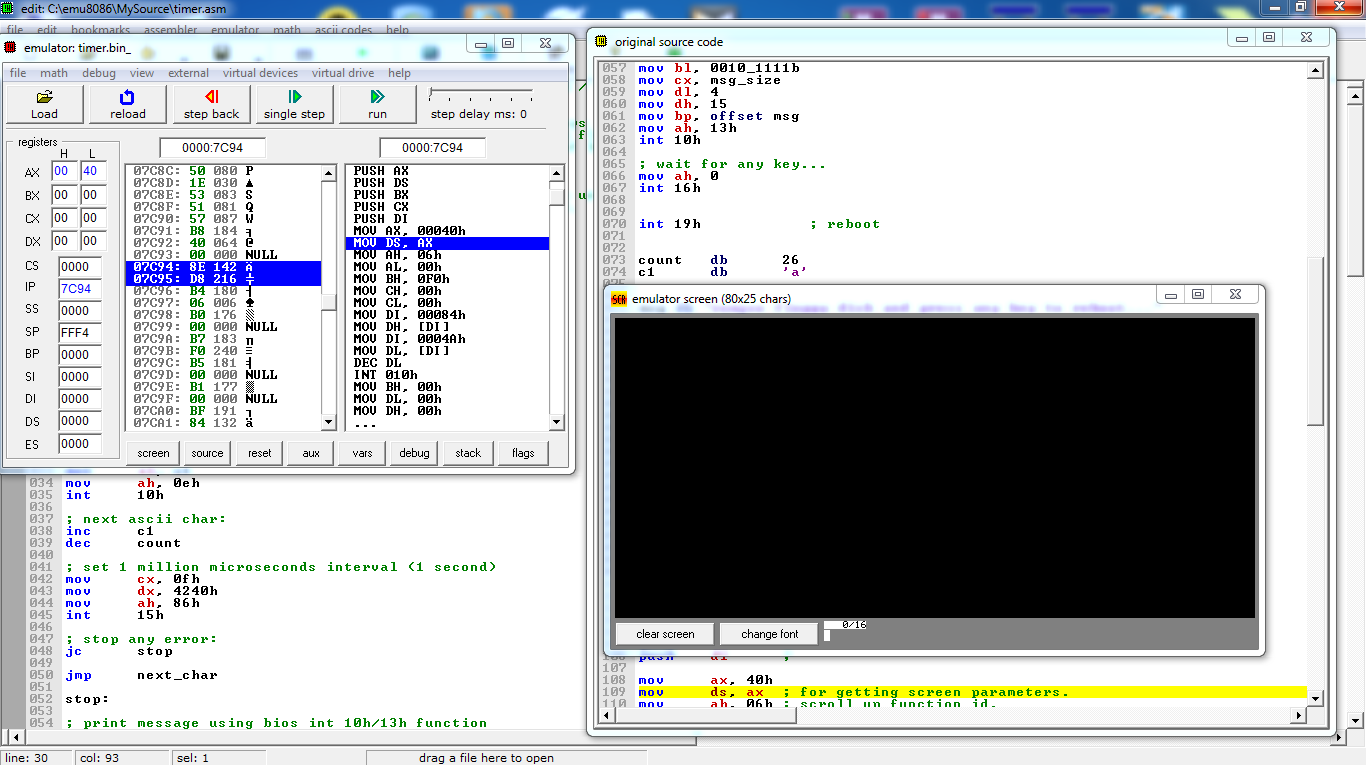 edit: C:\emu8086\MySource\timer.asm
file edit bookmarks assembler emulator math ascii codes help
emulator: timer.bin_
file math debug view external virtual devices virtual drive help
Load reload step back single step run step delay ms: 0
registers
H L
0000:7C94 0000:7C94
AX 00 40
BX 00 00
CX 00 00
DX 00 00
CS 0000
IP 7C94
SS 0000
SP FFF4
BP 0000
SI 0000
DI 0000
DS 0000
ES 0000
07C8C: 50 080 P
07C8D: 1E 030 ▲
07C8E: 53 083 S
07C8F: 51 081 Q
07C90: 57 087 W
07C91: B8 184 ╕
07C92: 40 064 @
07C93: 00 000 NULL
07C94: 8E 142 Ä
07C95: D8 216 ╪
07C96: B4 180 ┤
07C97: 06 006 ♠
07C98: B0 176 ░
07C99: 00 000 NULL
07C9A: B7 183 ╖
07C9B: F0 240 ≡
07C9C: B5 181 ╡
07C9D: 00 000 NULL
07C9E: B1 177 ▒
07C9F: 00 000 NULL
07CA0: BF 191 ┐
07CA1: 84 132 ä
PUSH AX
PUSH DS
PUSH BX
PUSH CX
PUSH DI
MOV AX, 00040h
MOV DS, AX
MOV AH, 06h
MOV AL, 00h
MOV BH, 0F0h
MOV CH, 00h
MOV CL, 00h
MOV DI, 00084h
MOV DH, [DI]
MOV DI, 0004Ah
MOV DL, [DI]
DEC DL
INT 010h
MOV BH, 00h
MOV DL, 00h
MOV DH, 00h
...
screen source reset aux vars debug stack flags
034 mov ah, 0eh
035 int 10h
036
037 ; next ascii char:
038 inc c1
039 dec count
040
041 ; set 1 million microseconds interval (1 second)
042 mov cx, 0fh
043 mov dx, 4240h
044 mov ah, 86h
045 int 15h
046
047 ; stop any error:
048 jc stop
049
050 jmp next_char
051
052 stop:
053
054 ; print message using bios int 10h/13h function
line: 30 col: 93 sel: 1 drag a file here to open
original source code
057 mov bl, 0010_1111b
058 mov cx, msg_size
059 mov dl, 4
060 mov dh, 15
061 mov bp, offset msg
062 mov ah, 13h
063 int 10h
064
065 ; wait for any key...
066 mov ah, 0
067 int 16h
068
069
070 int 19h ; reboot
071
072
073 count db 26
074 c1 db 'a'
emulator screen (80x25 chars)
clear screen change font 0/16
106 push di ;
107
108 mov ax, 40h
109 mov ds, ax ; for getting screen parameters.
110 mov ah, 06h ; scroll up function id.